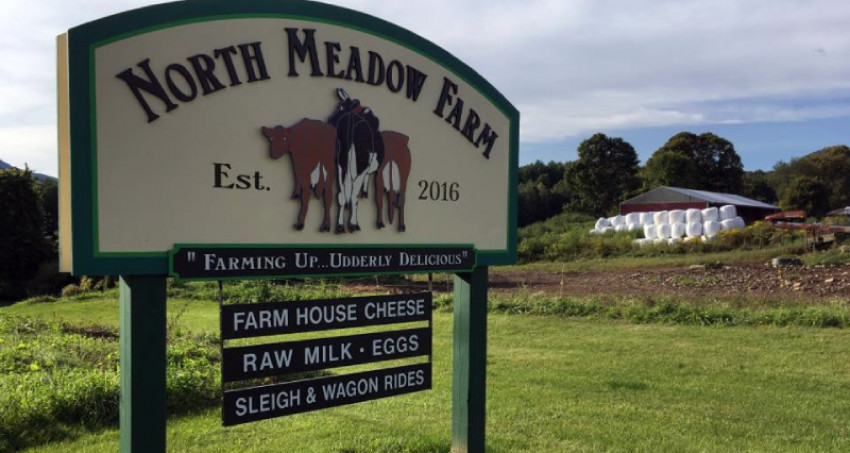 NORTH MEADOW FARM
Est. 2016
"FARMING UP...UDDERLY DELICIOUS"
FARM HOUSE CHEESE
RAW MILK · EGGS
SLEIGH & WAGON RIDES